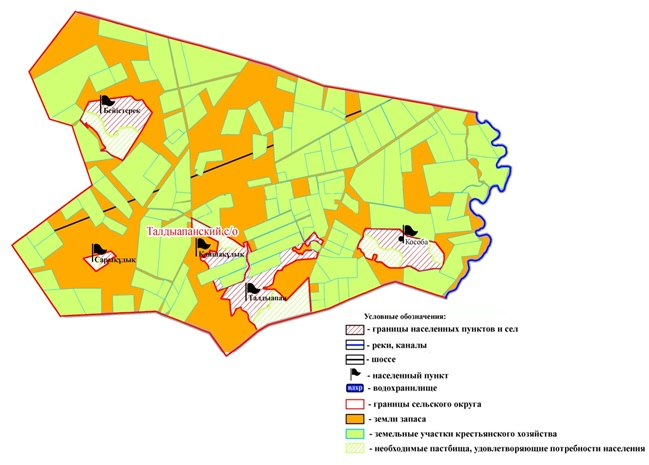 Бейістерек
Талдыапанский с/о
Кособа
Сарықұлық
Талдыапан
Условные обозначения:
- границы населенных пунктов и сел
- реки, каналы
- шоссе
- населенный пункт
вдхр - водохранилище
- границы сельского округа
- земли запаса
- земельные участки крестьянского хозяйства
- необходимые пастбища, удовлетворяющие потребности населения